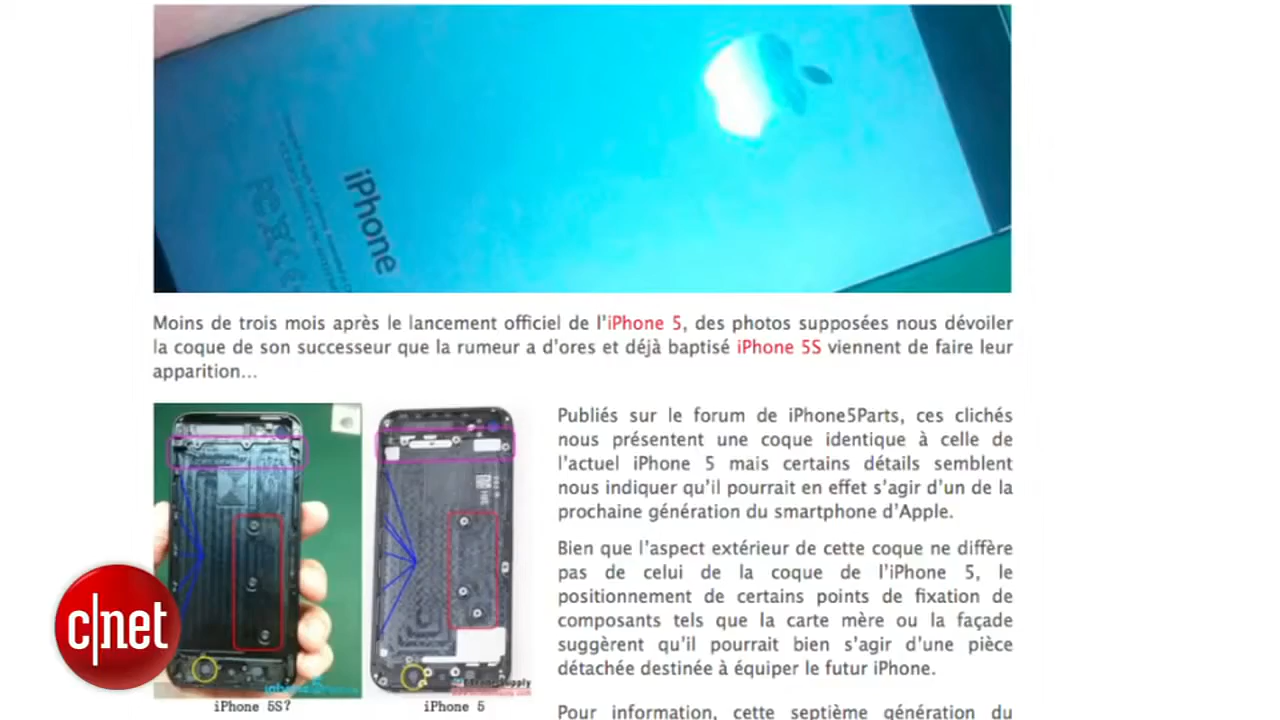 iPhone
Moins de trois mois après le lancement officiel de l'iPhone 5, des photos supposées nous dévoiler
la coque de son successeur que la rumeur a d'ores et déjà baptisé iPhone 5S viennent de faire leur
apparition...
Publiés sur le forum de iPhone5Parts, ces clichés
nous présentent une coque identique à celle de
l'actuel iPhone 5 mais certains détails semblent
nous indiquer qu'il pourrait en effet s'agir d'un de la
prochaine génération du smartphone d'Apple.
Bien que l'aspect extérieur de cette coque ne diffère
pas de celui de la coque de l'iPhone 5, le
positionnement de certains points de fixation de
composants tels que la carte mère ou la façade
suggèrent qu'il pourrait bien s'agir d'une pièce
détachée destinée à équiper le futur iPhone.
Pour information, cette septième génération du
iPhone 5S?
iPhone 5
c|net